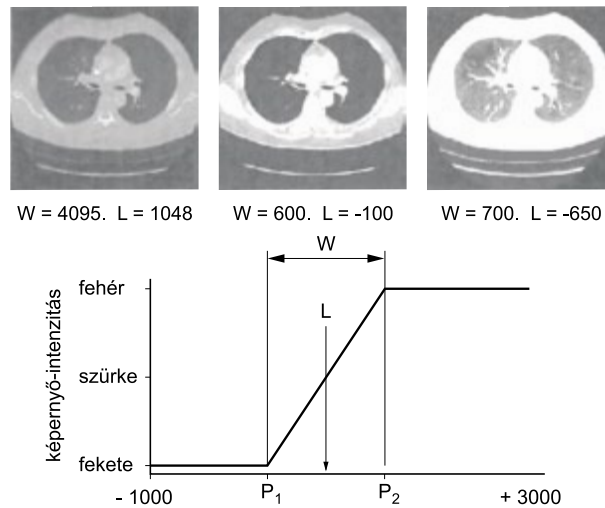 W = 4095. L = 1048
W = 600. L = -100
W = 700. L = -650
W
fehér
L
szürke
fekete
képernyő-intenzitás
- 1000
P₁
P₂
+ 3000